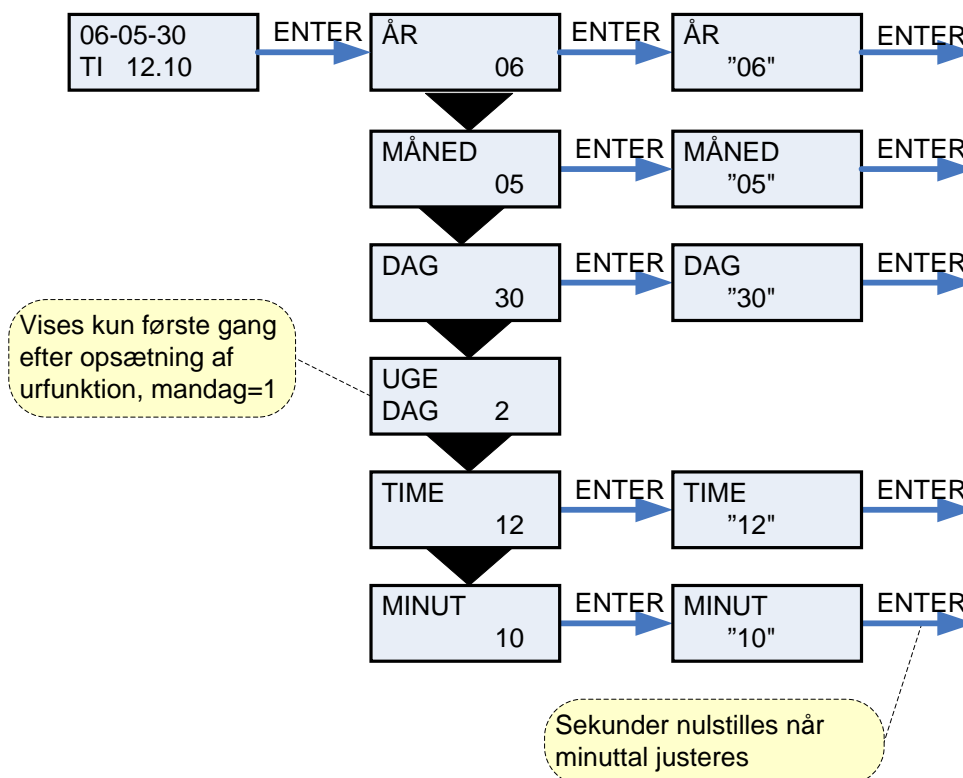 06-05-30
TI 12.10
ENTER
ÅR
06
ENTER
ÅR
”06"
ENTER
MÅNED
05
ENTER
MÅNED
”05"
ENTER
DAG
30
ENTER
DAG
”30"
ENTER
Vises kun første gang
efter opsætning af
urfunktion, mandag=1
UGE
DAG 2
TIME
12
ENTER
TIME
”12"
ENTER
MINUT
10
ENTER
MINUT
”10"
ENTER
Sekunder nulstilles når
minuttal justeres